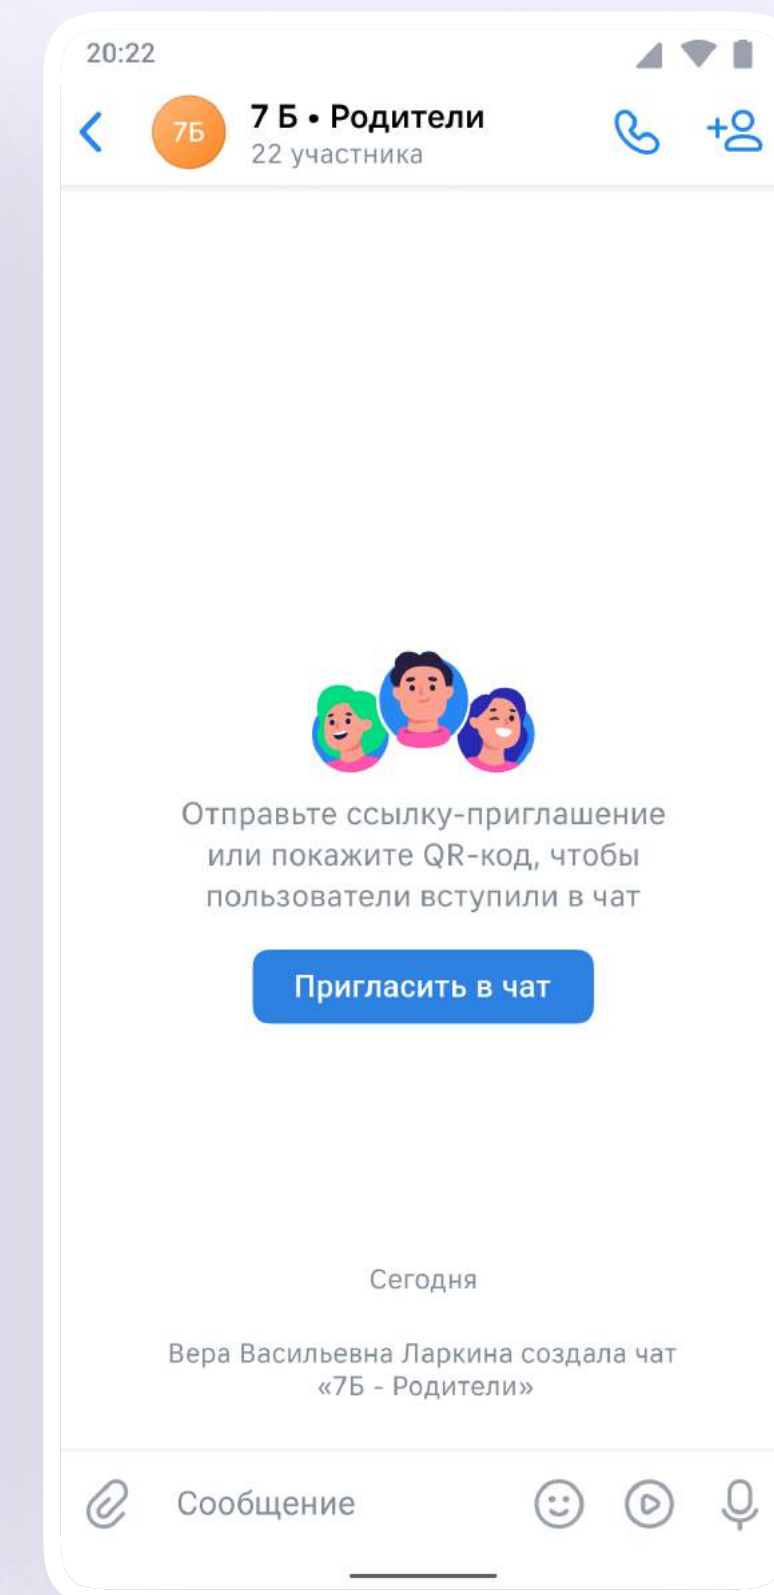 20:22
7Б
7 Б • Родители
22 участника
Отправьте ссылку-приглашение
или покажите QR-код, чтобы
пользователи вступили в чат
Пригласить в чат
Сегодня
Вера Васильевна Ларкина создала чат
«7Б - Родители»
Сообщение